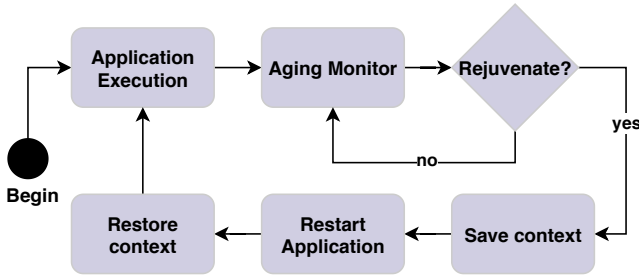 Application
Execution
Aging Monitor
Rejuvenate?
yes
no
Begin
Restore
context
Restart
Application
Save context